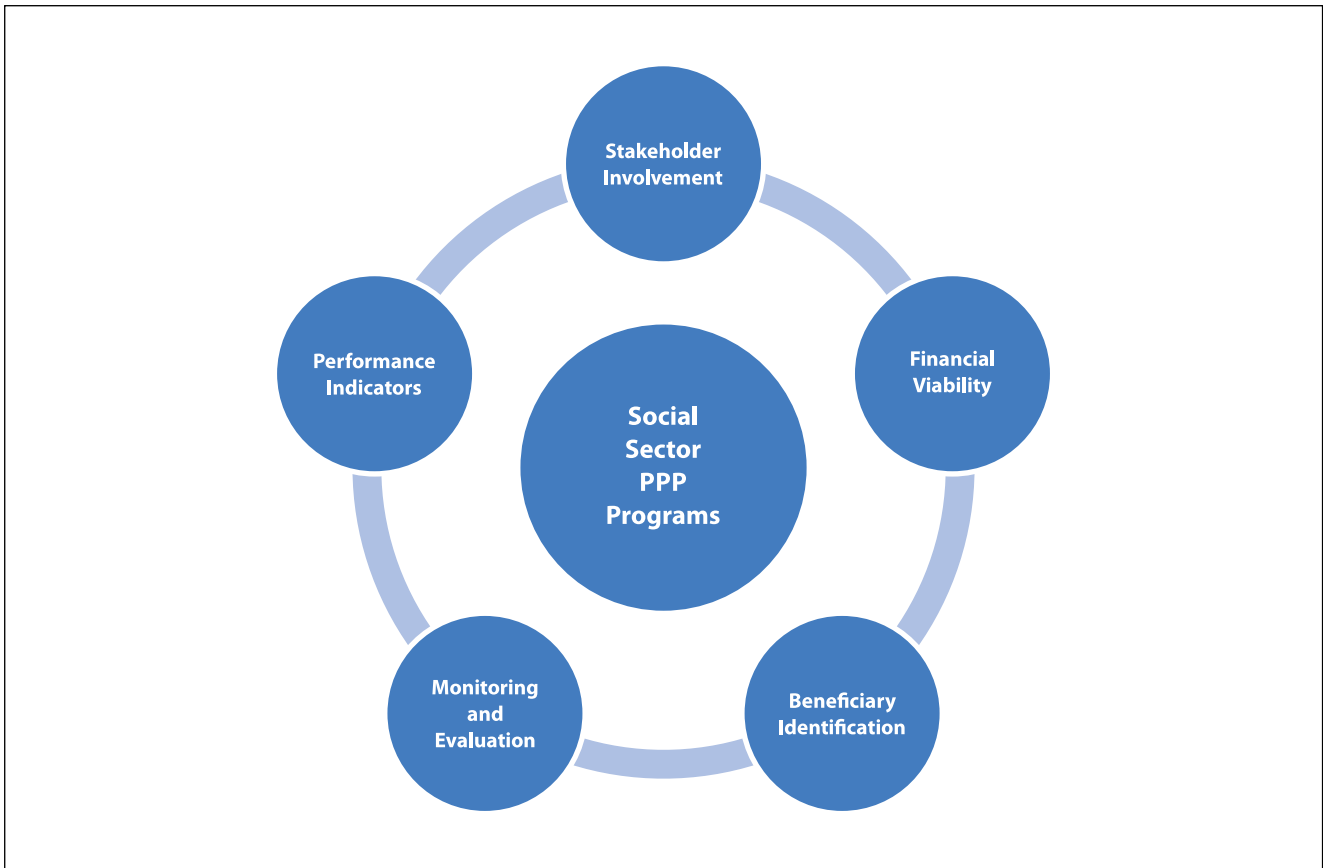 Stakeholder
Involvement
Performance
Indicators
Financial
Viability
Social
Sector
PPP
Programs
Monitoring
and
Evaluation
Beneficiary
Identification